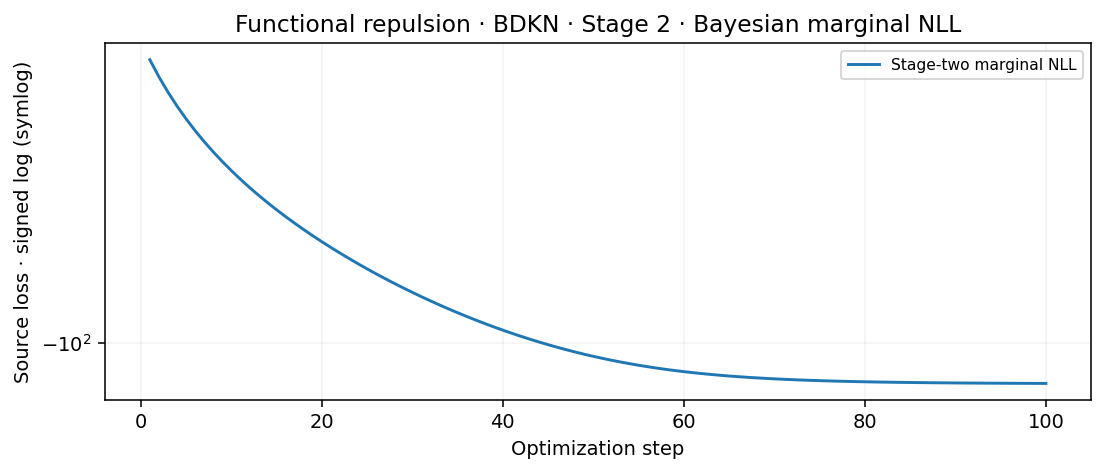 Functional repulsion · BDKN · Stage 2 · Bayesian marginal NLL
Stage-two marginal NLL
Source loss · signed log (symlog)
−10²
0 20 40 60 80 100
Optimization step